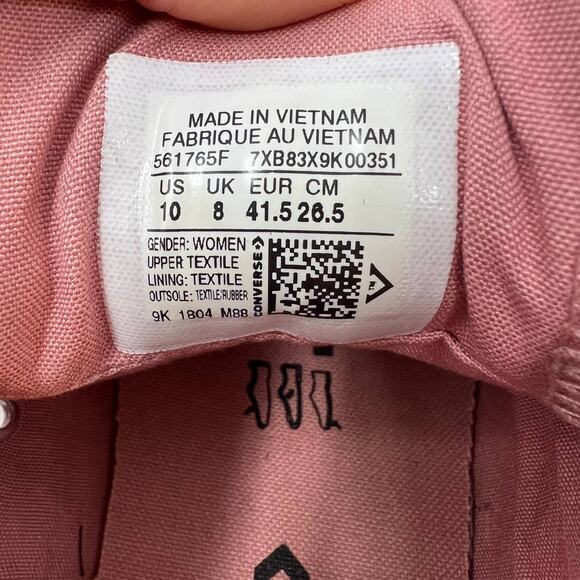 MADE IN VIETNAM
FABRIQUE AU VIETNAM
561765F 7XB83X9K00351
US UK EUR CM
10 8 41.5 26.5
GENDER: WOMEN
UPPER TEXTILE
LINING: TEXTILE
OUTSOLE: TEXTILE/RUBBER
9K 1804 M88
CONVERSE
TM